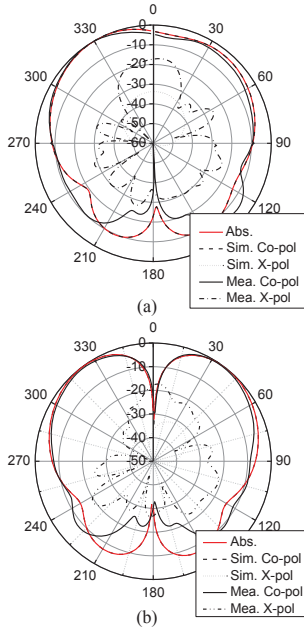 0
330
30
300
60
270
90
240
120
210
180
-0
-10
-20
-30
-40
-50
-60
Abs.
Sim. Co-pol
Sim. X-pol
Mea. Co-pol
Mea. X-pol
(a)
0
330
30
300
60
270
90
240
120
210
180
-0
-10
-20
-30
-40
-50
Abs.
Sim. Co-pol
Sim. X-pol
Mea. Co-pol
Mea. X-pol
(b)